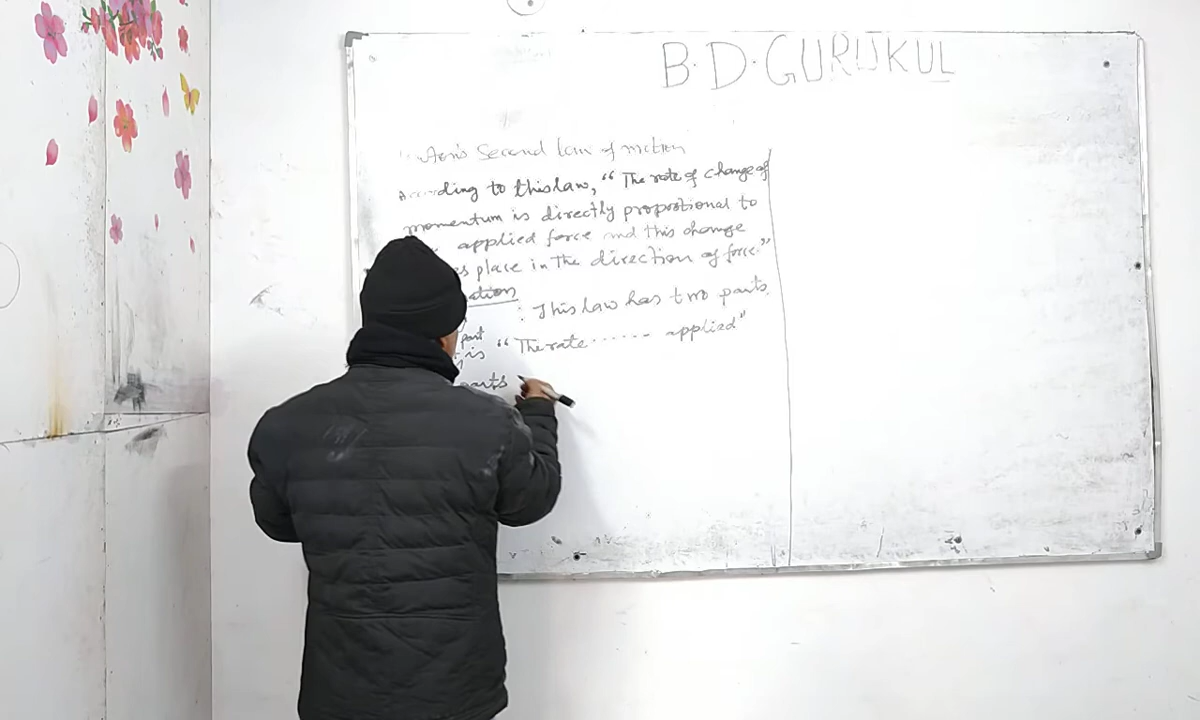 B.D.GURUKUL
Second law of motion
According to this law, "The rate of change of
momentum is directly proportional to
applied force and this change
place in the direction of force."
: This law has two parts.
part
is "The rate ...... applied"